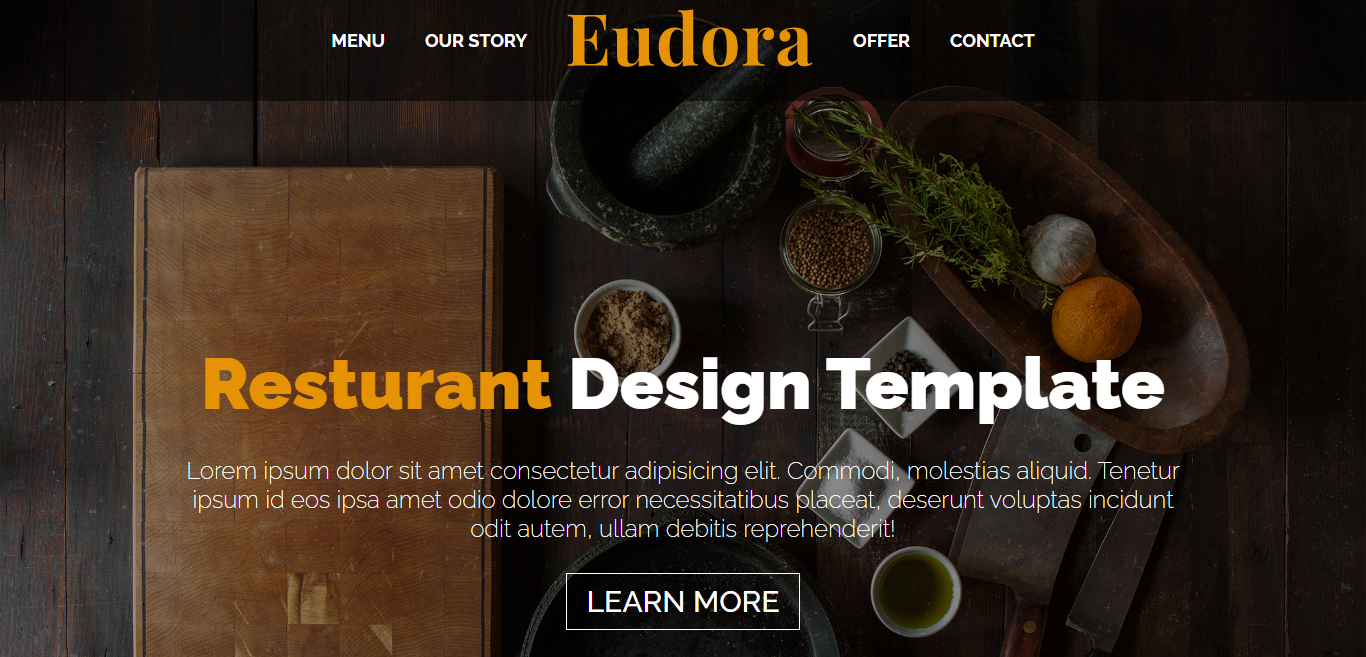 MENU OUR STORY Eudora OFFER CONTACT
Resturant Design Template
Lorem ipsum dolor sit amet consectetur adipisicing elit. Commodi, molestias aliquid. Tenetur
ipsum id eos ipsa amet odio dolore error necessitatibus placeat, deserunt voluptas incidunt
odit autem, ullam debitis reprehenderit!
LEARN MORE